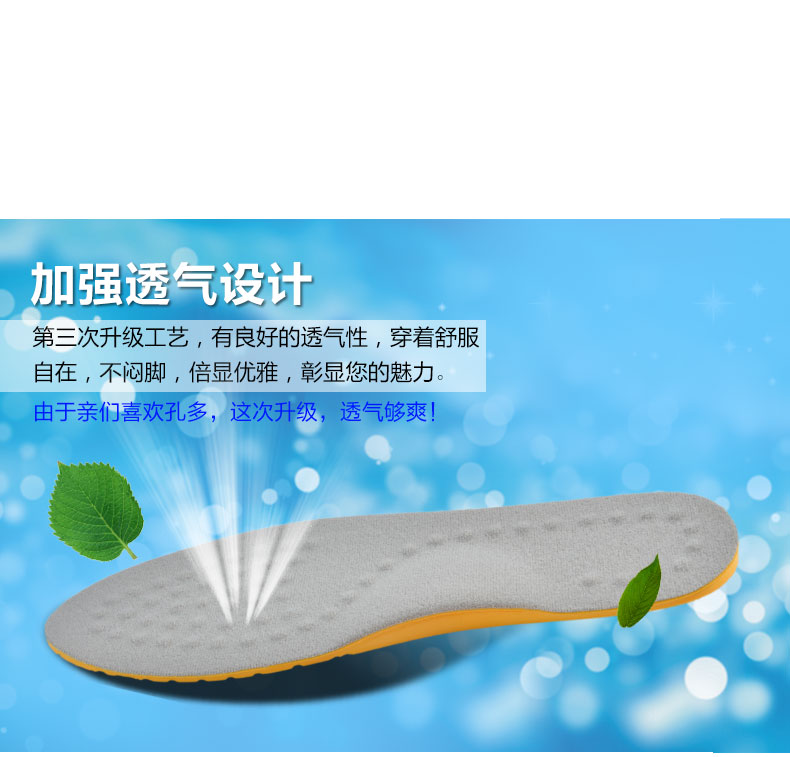 加强透气设计
第三次升级工艺，有良好的透气性，穿着舒服
自在，不闷脚，倍显优雅，彰显您的魅力。
由于亲们喜欢孔多，这次升级，透气够爽！